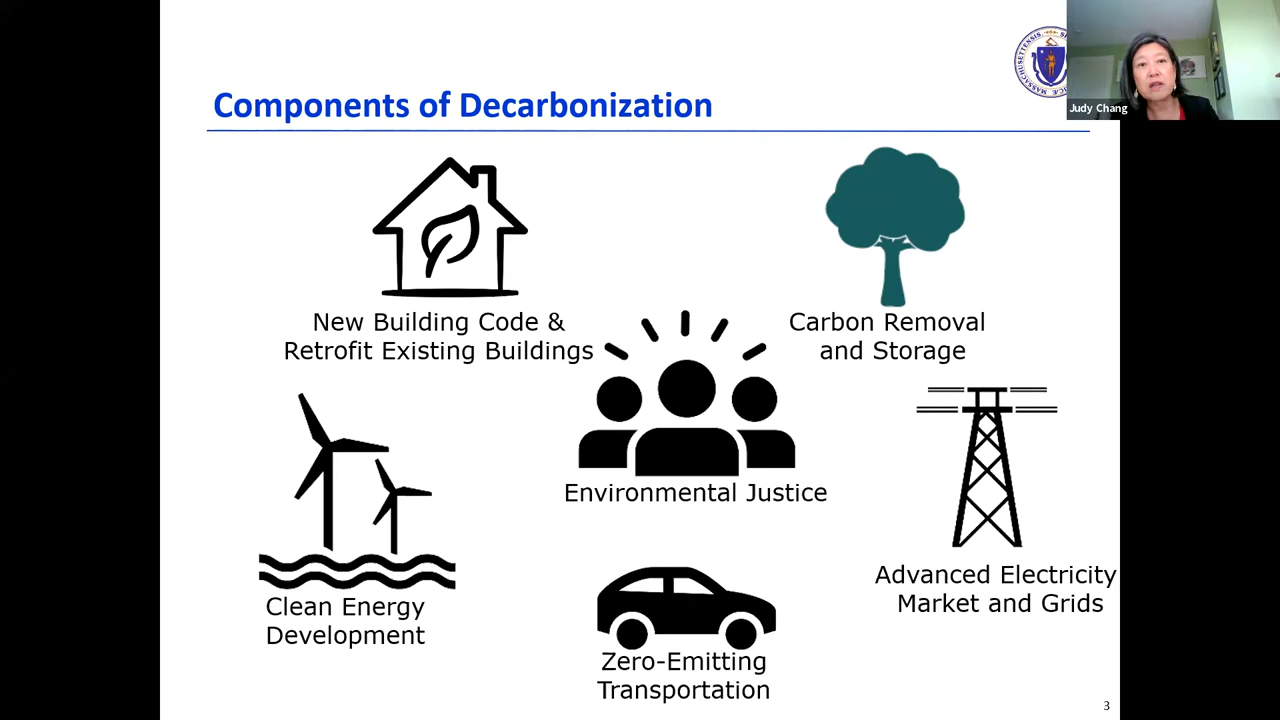 Components of Decarbonization
Judy Chang
New Building Code &
Retrofit Existing Buildings
Carbon Removal
and Storage
Environmental Justice
Clean Energy
Development
Advanced Electricity
Market and Grids
Zero-Emitting
Transportation
3